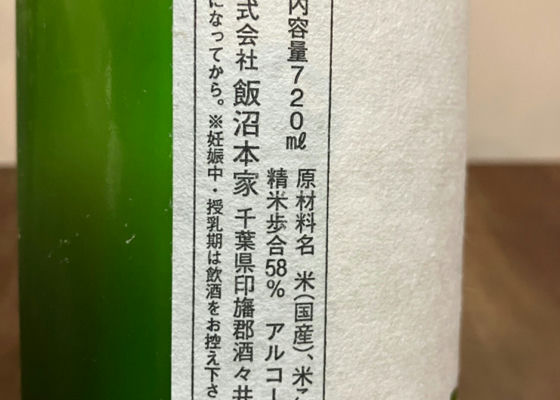 内容量720㎖
原材料名 米(国産)、米
精米歩合58% アルコー
式会社 飯沼本家 千葉県印旛郡酒々井
になってから。※妊娠中・授乳期は飲酒をお控え下さ